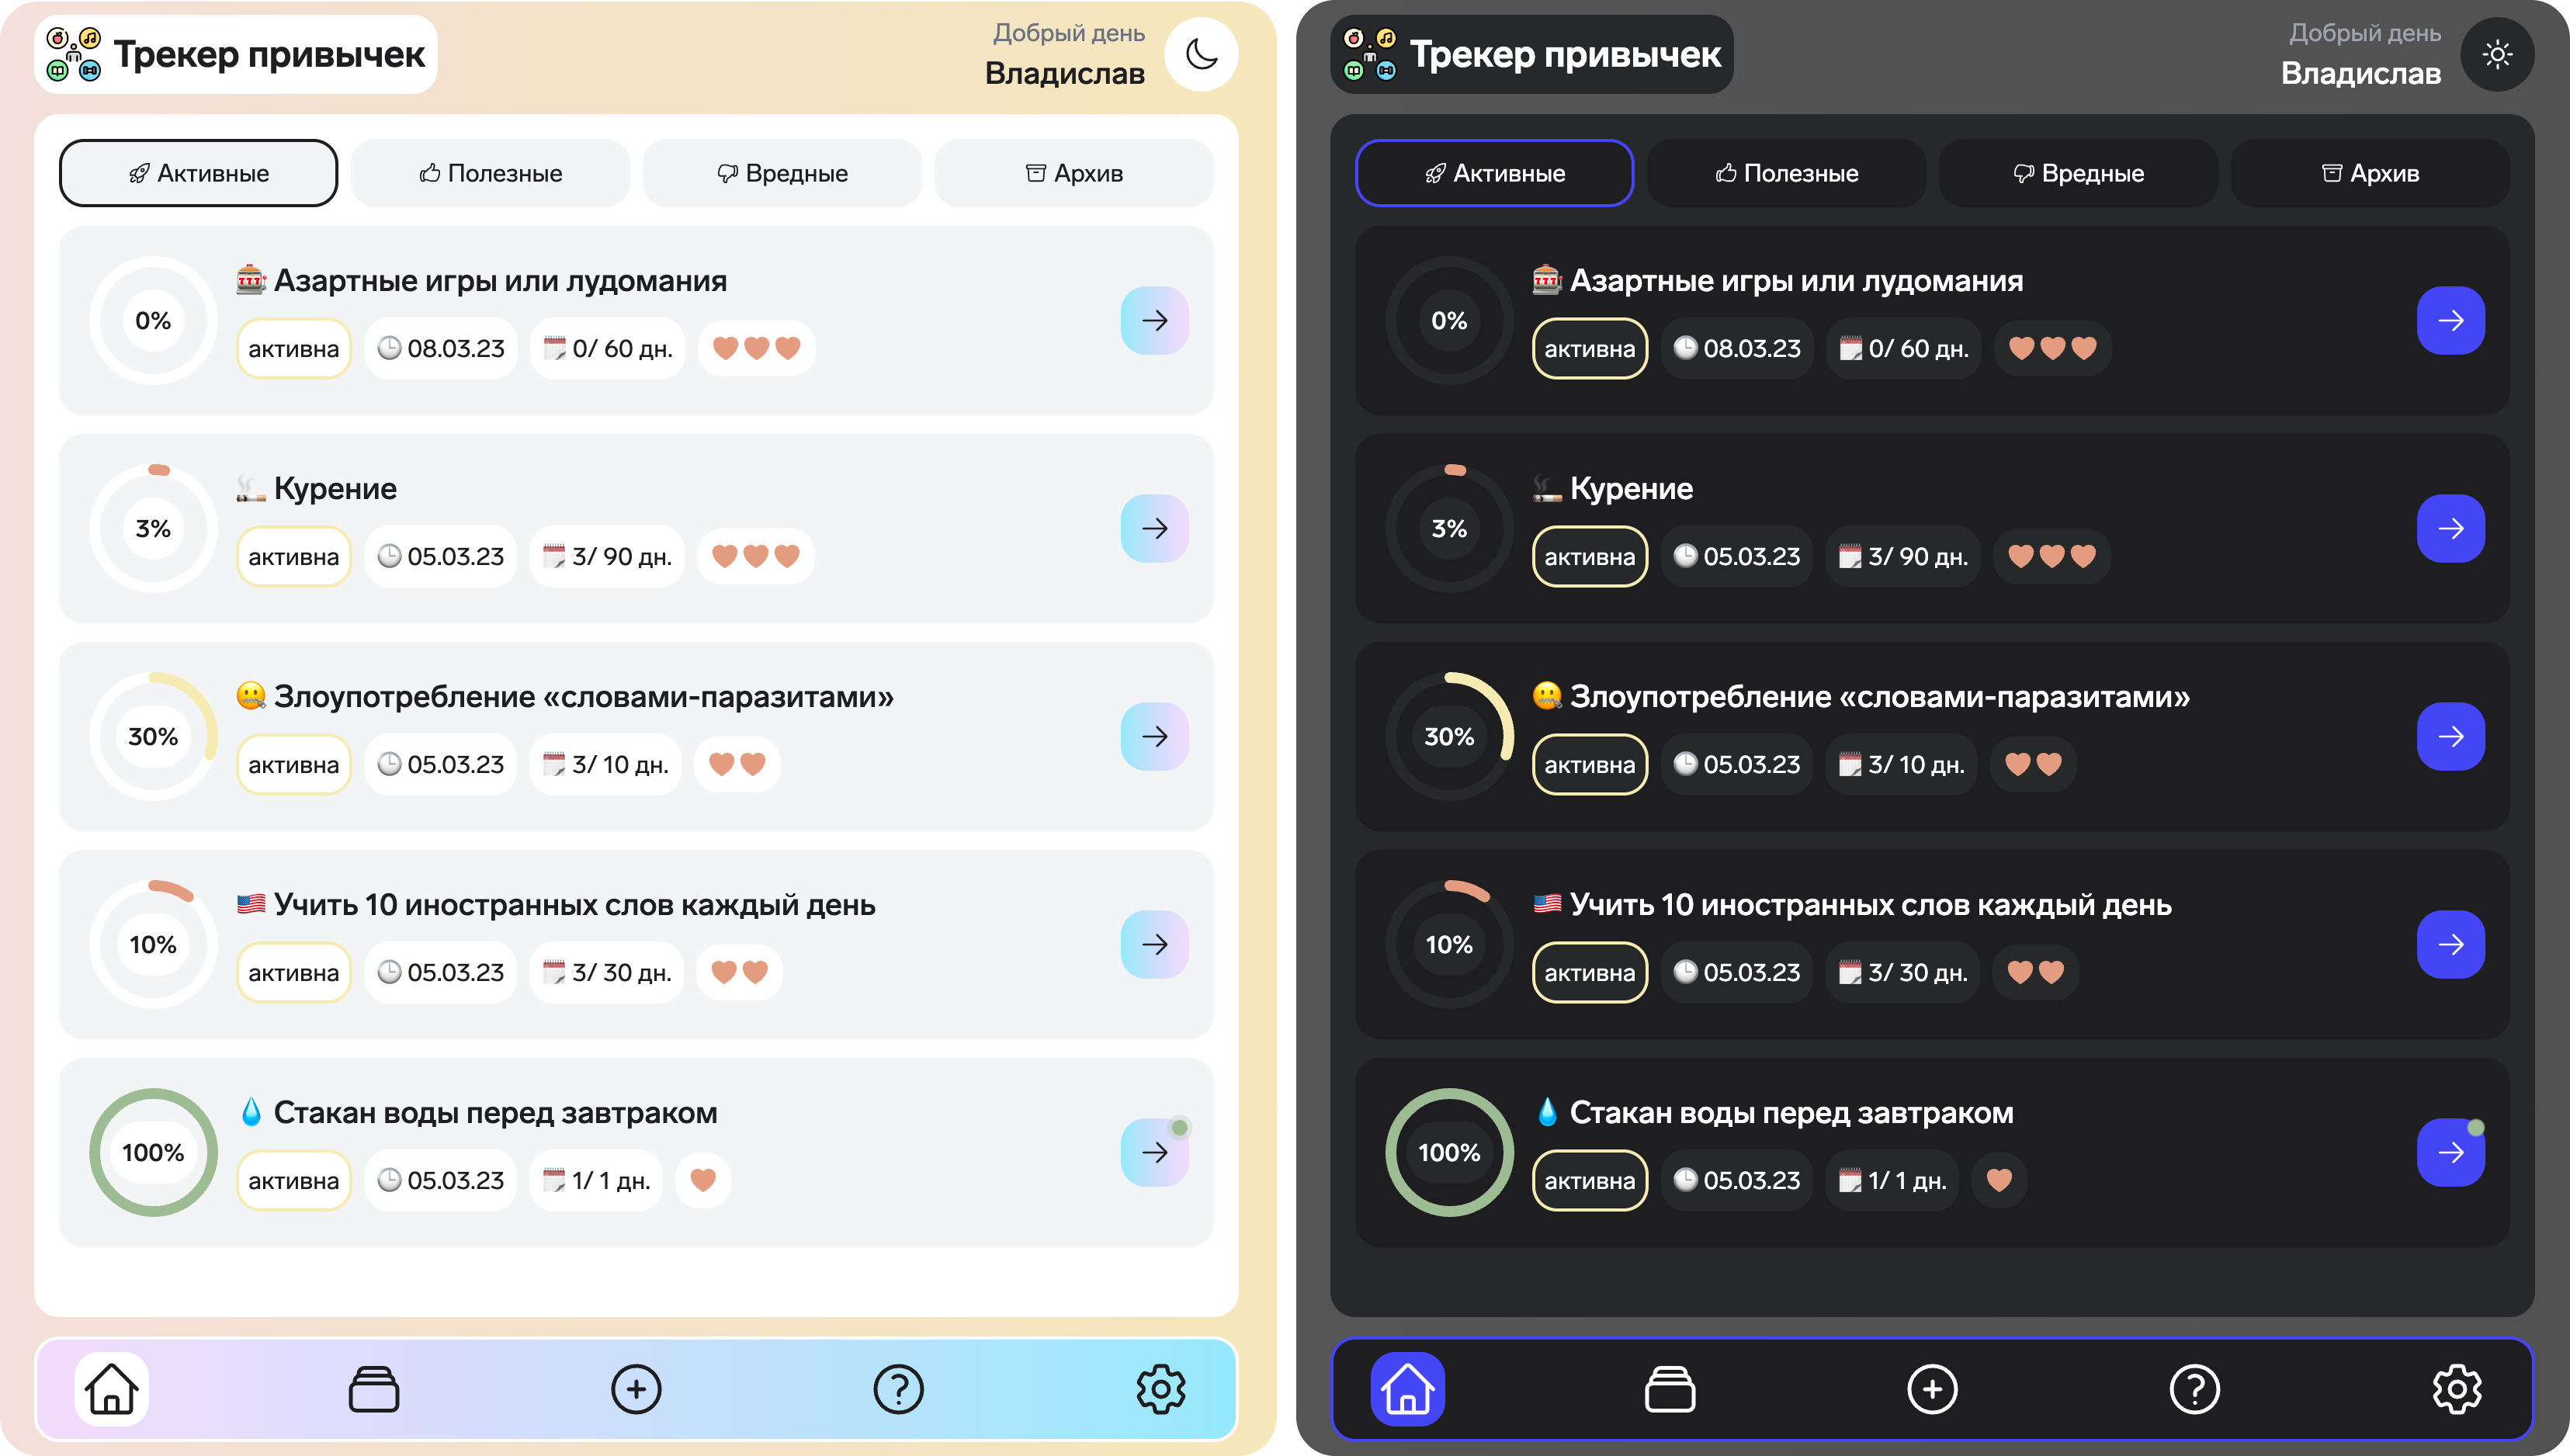 Трекер привычек
Добрый день
Владислав
Активные
Полезные
Вредные
Архив
0%
Азартные игры или лудомания
активна
08.03.23
0/ 60 дн.
3%
Курение
активна
05.03.23
3/ 90 дн.
30%
Злоупотребление «словами-паразитами»
активна
05.03.23
3/ 10 дн.
10%
Учить 10 иностранных слов каждый день
активна
05.03.23
3/ 30 дн.
100%
Стакан воды перед завтраком
активна
05.03.23
1/ 1 дн.
Трекер привычек
Добрый день
Владислав
Активные
Полезные
Вредные
Архив
0%
Азартные игры или лудомания
активна
08.03.23
0/ 60 дн.
3%
Курение
активна
05.03.23
3/ 90 дн.
30%
Злоупотребление «словами-паразитами»
активна
05.03.23
3/ 10 дн.
10%
Учить 10 иностранных слов каждый день
активна
05.03.23
3/ 30 дн.
100%
Стакан воды перед завтраком
активна
05.03.23
1/ 1 дн.